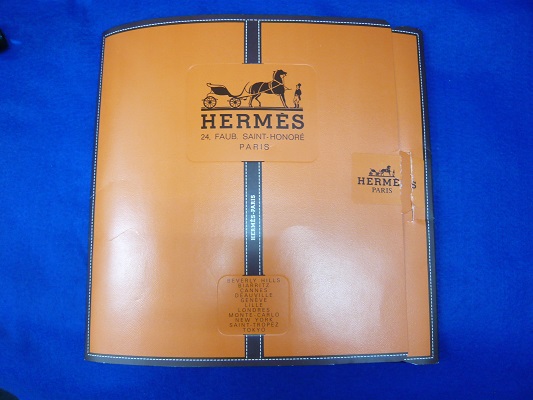 HERMÈS
24, FAUB. SAINT-HONORÉ
PARIS
HERMÈS
PARIS
HERMÈS-PARIS
BEVERLY HILLS
BIARRITZ
CANNES
DEAUVILLE
GENÈVE
LILLE
LONDRES
MONTE-CARLO
NEW YORK
SAINT-TROPEZ
TOKYO